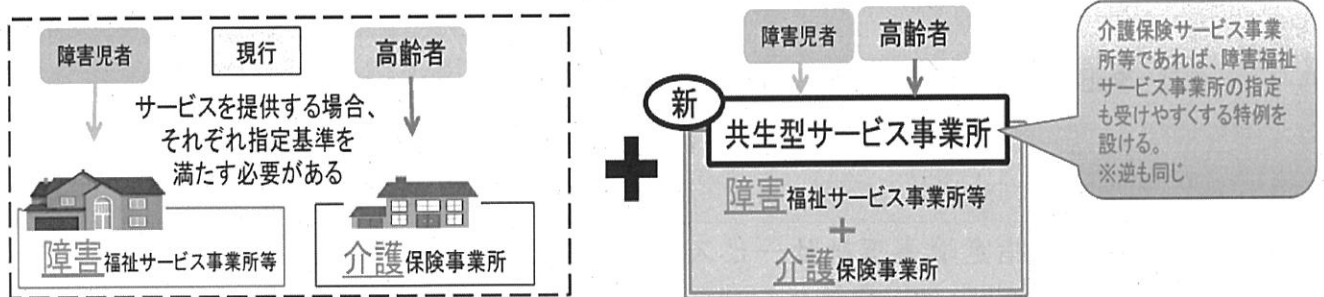 障害児者
現行
高齢者
サービスを提供する場合、
それぞれ指定基準を
満たす必要がある
障害福祉サービス事業所等
介護保険事業所
+
障害児者
高齢者
新
共生型サービス事業所
障害福祉サービス事業所等
+
介護保険事業所
介護保険サービス事業
所等であれば、障害福祉
サービス事業所の指定
も受けやすくする特例を
設ける。
※逆も同じ